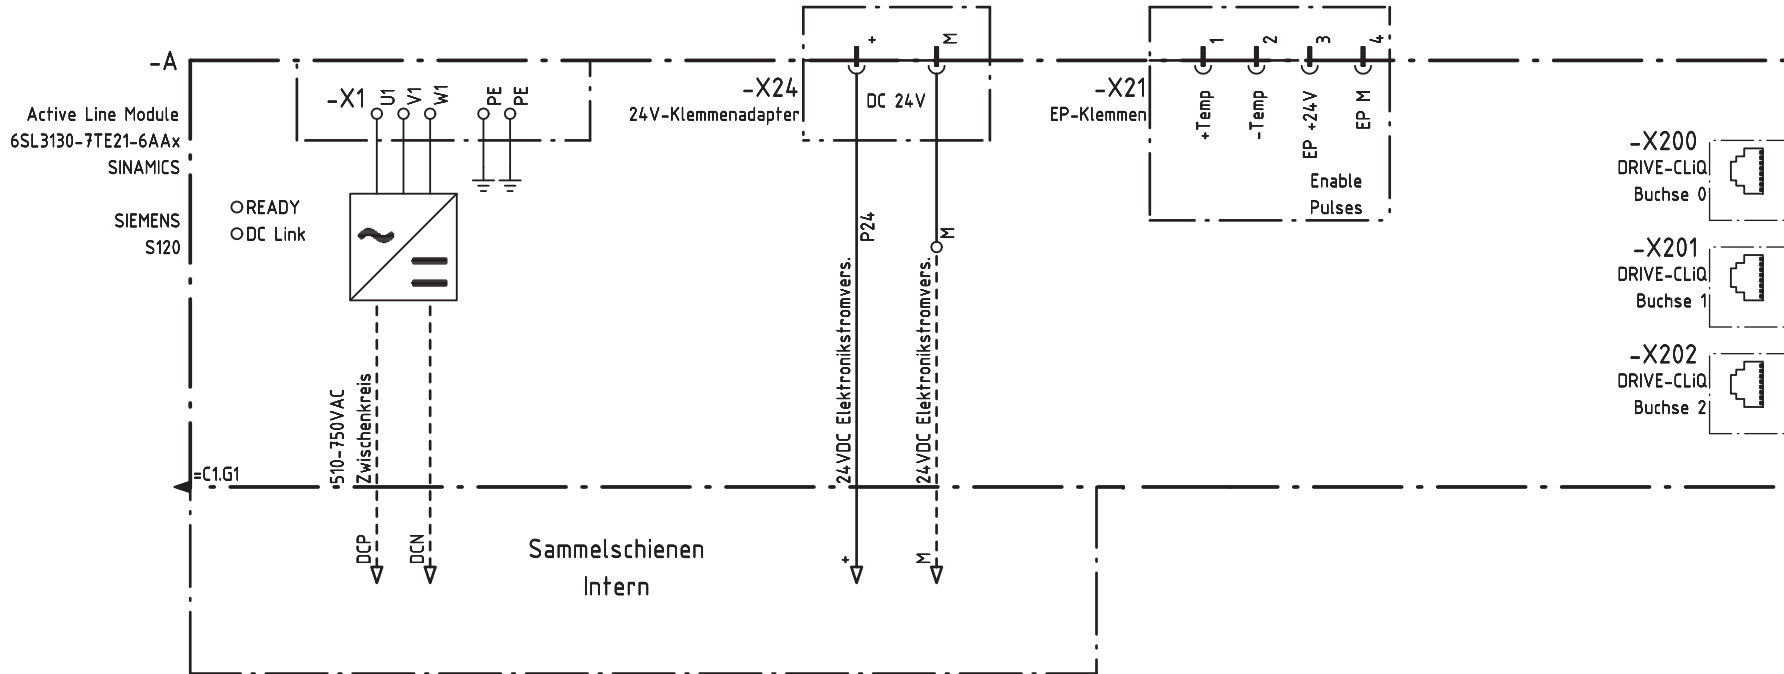 -A
Active Line Module
6SL3130-7TE21-6AAx
SINAMICS
SIEMENS
S120
-X1
U1
V1
W1
PE
PE
READY
DC Link
510-750VAC
Zwischenkreis
=C1.G1
DCP
DCN
Sammelschienen
Intern
-X24
24V-Klemmenadapter
+
M
DC 24V
P24
M
24VDC Elektronikstromvers.
24VDC Elektronikstromvers.
+
M
-X21
EP-Klemmen
1
2
3
4
+Temp
-Temp
EP +24V
EP M
Enable
Pulses
-X200
DRIVE-CLiQ
Buchse 0
-X201
DRIVE-CLiQ
Buchse 1
-X202
DRIVE-CLiQ
Buchse 2